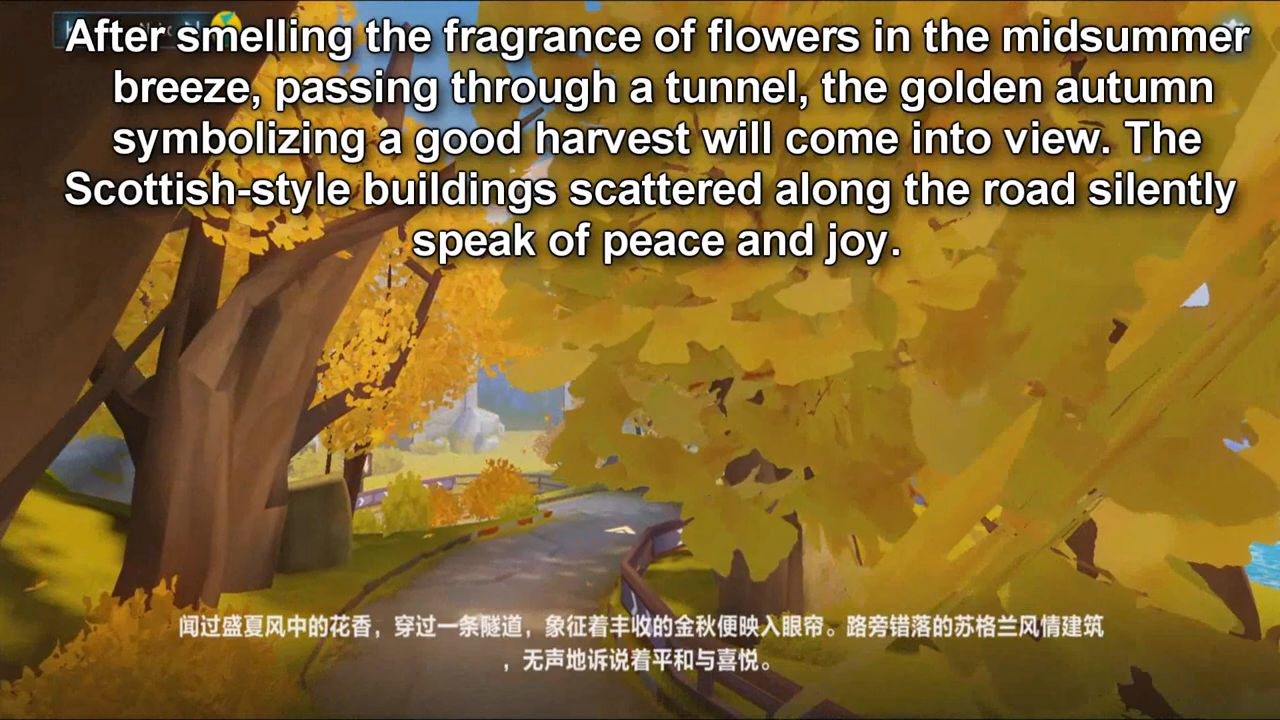 After smelling the fragrance of flowers in the midsummer
breeze, passing through a tunnel, the golden autumn
symbolizing a good harvest will come into view. The
Scottish-style buildings scattered along the road silently
speak of peace and joy.
闻过盛夏风中的花香，穿过一条隧道，象征着丰收的金秋便映入眼帘。路旁错落的苏格兰风情建筑
，无声地诉说着平和与喜悦。